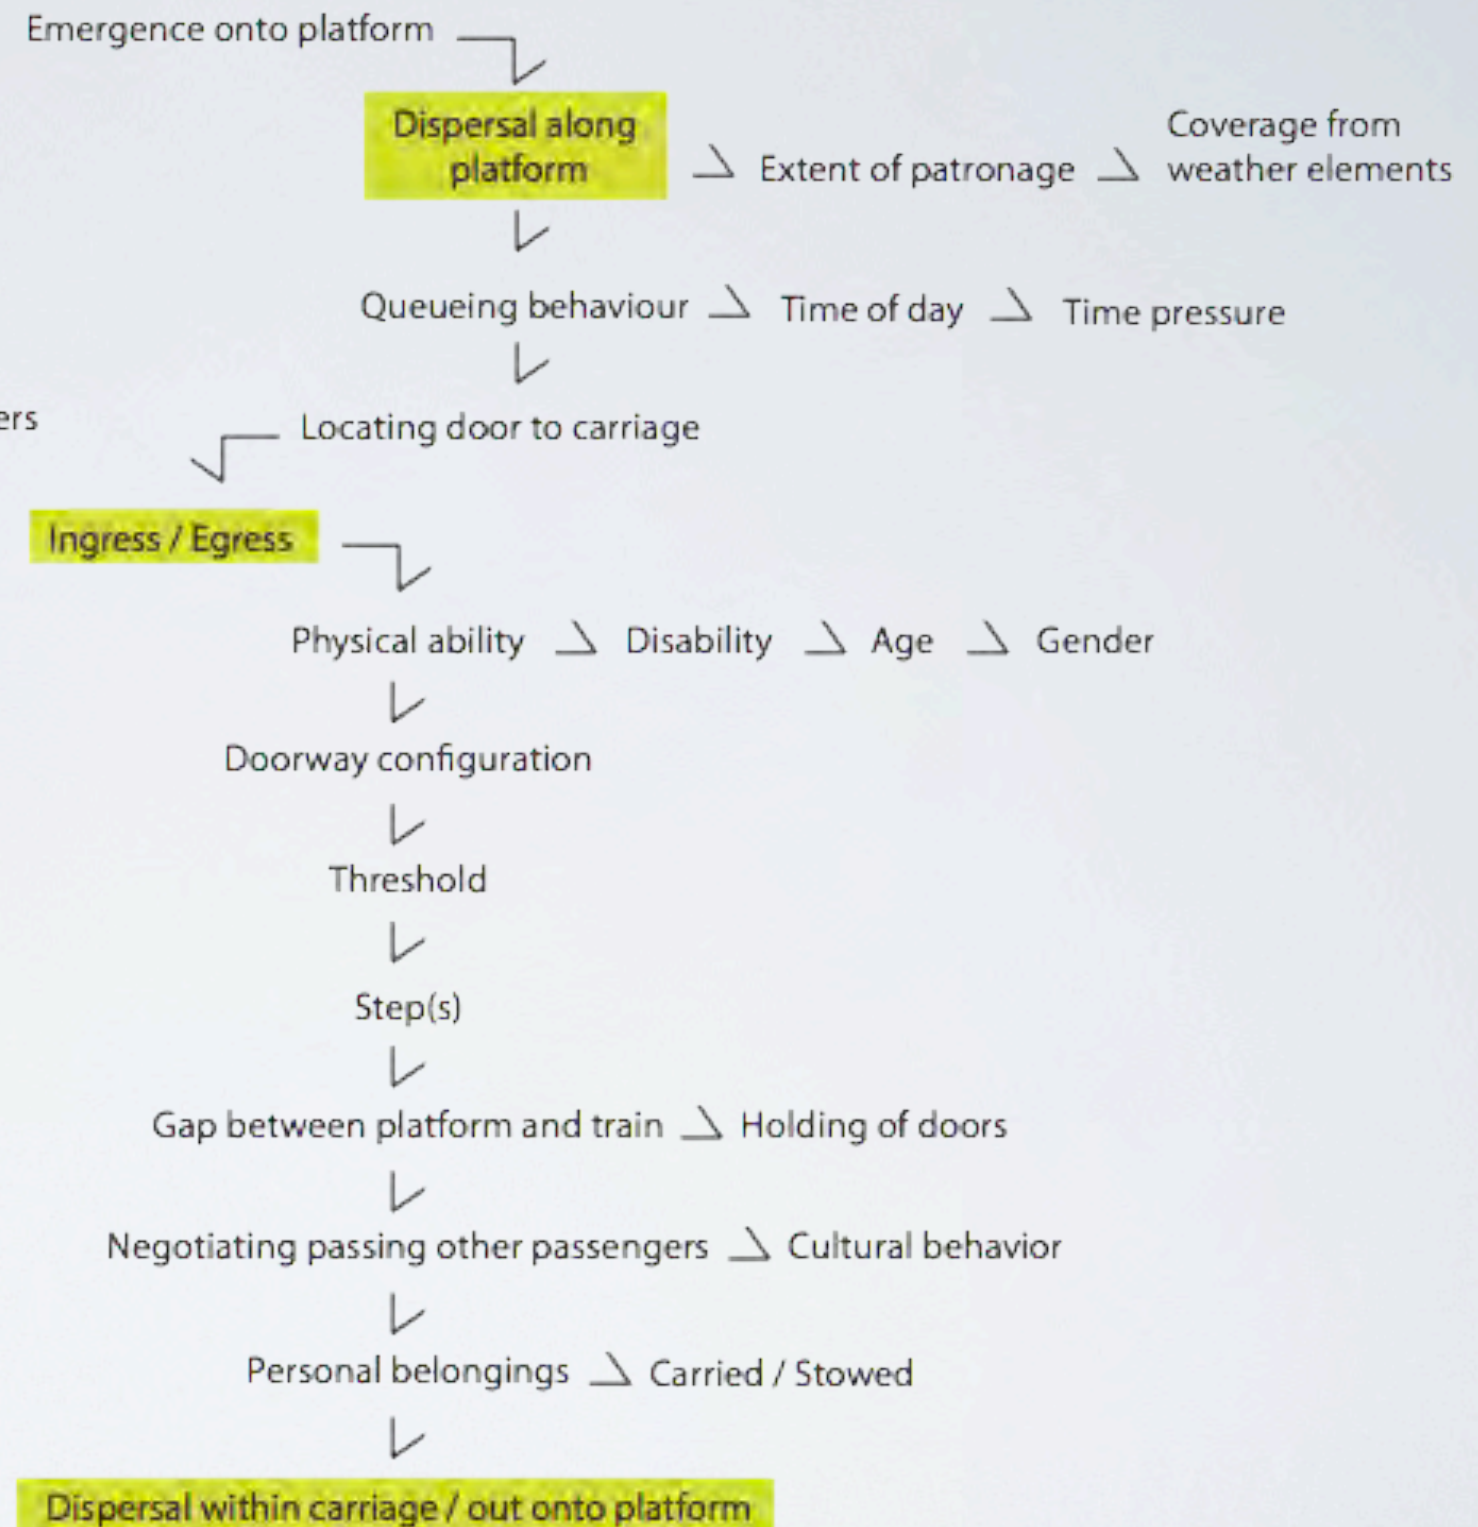 Emergence onto platform
Dispersal along
platform
Extent of patronage
Coverage from
weather elements
Queueing behaviour
Time of day
Time pressure
ers
Locating door to carriage
Ingress / Egress
Physical ability
Disability
Age
Gender
Doorway configuration
Threshold
Step(s)
Gap between platform and train
Holding of doors
Negotiating passing other passengers
Cultural behavior
Personal belongings
Carried / Stowed
Dispersal within carriage / out onto platform